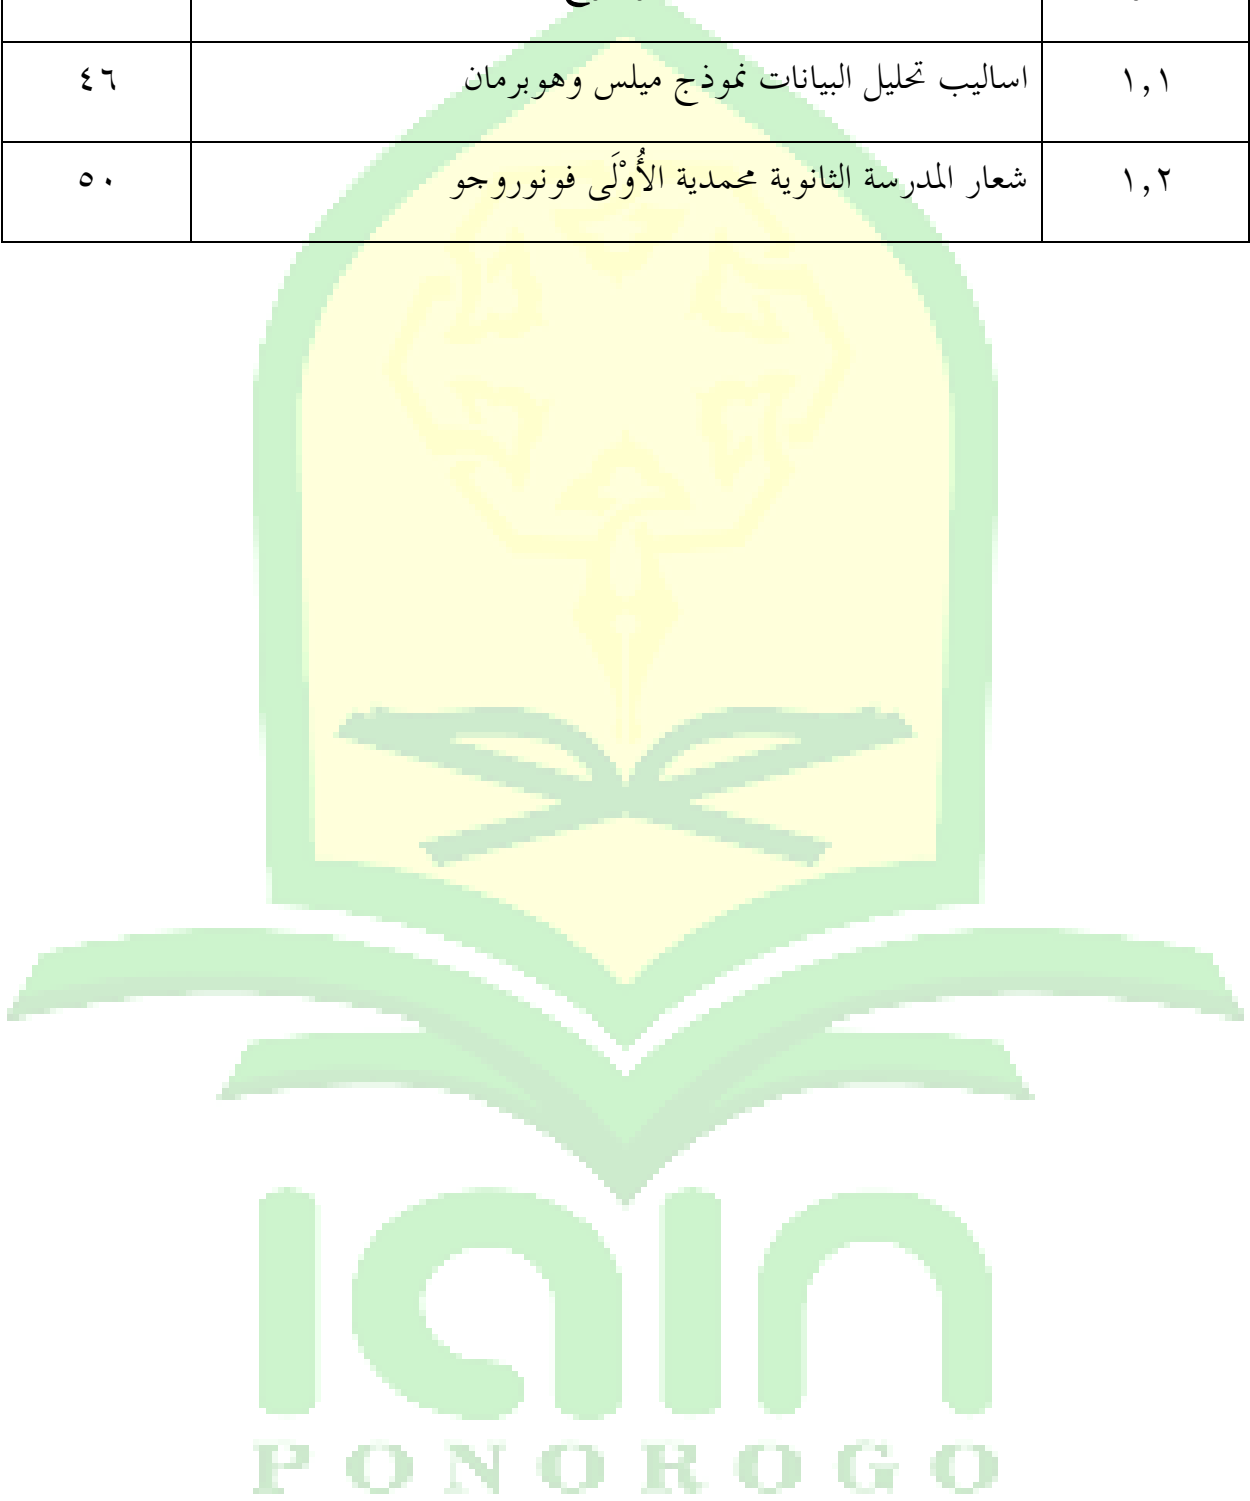 ١,١ اساليب تحليل البيانات نموذج ميلس وهوبرمان ٤٦
١,٢ شعار المدرسة الثانوية محمدية الأُوْلَى فونوروجو ٥٠
iain
PONOROGO